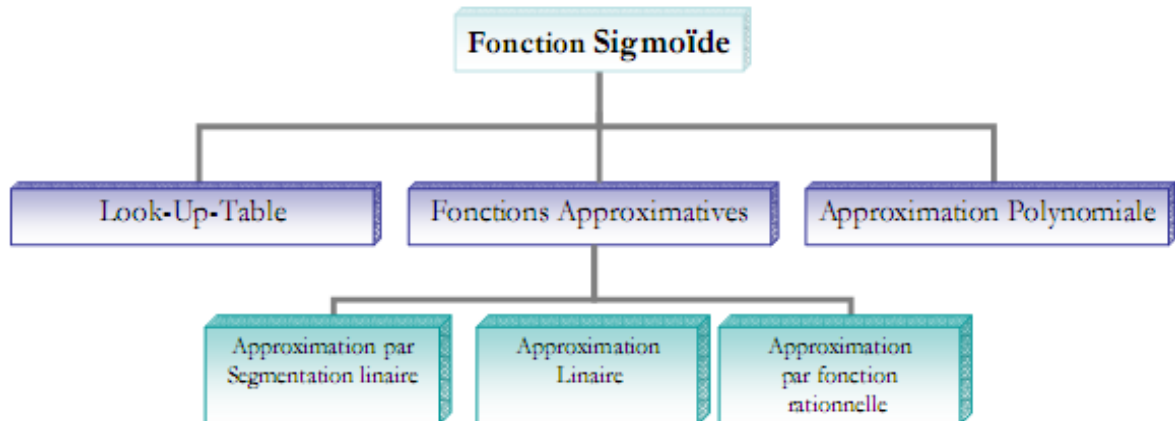 Fonction Sigmoïde
Look-Up-Table
Fonctions Approximatives
Approximation Polynomiale
Approximation par
Segmentation linaire
Approximation
Linaire
Approximation
par fonction
rationnelle